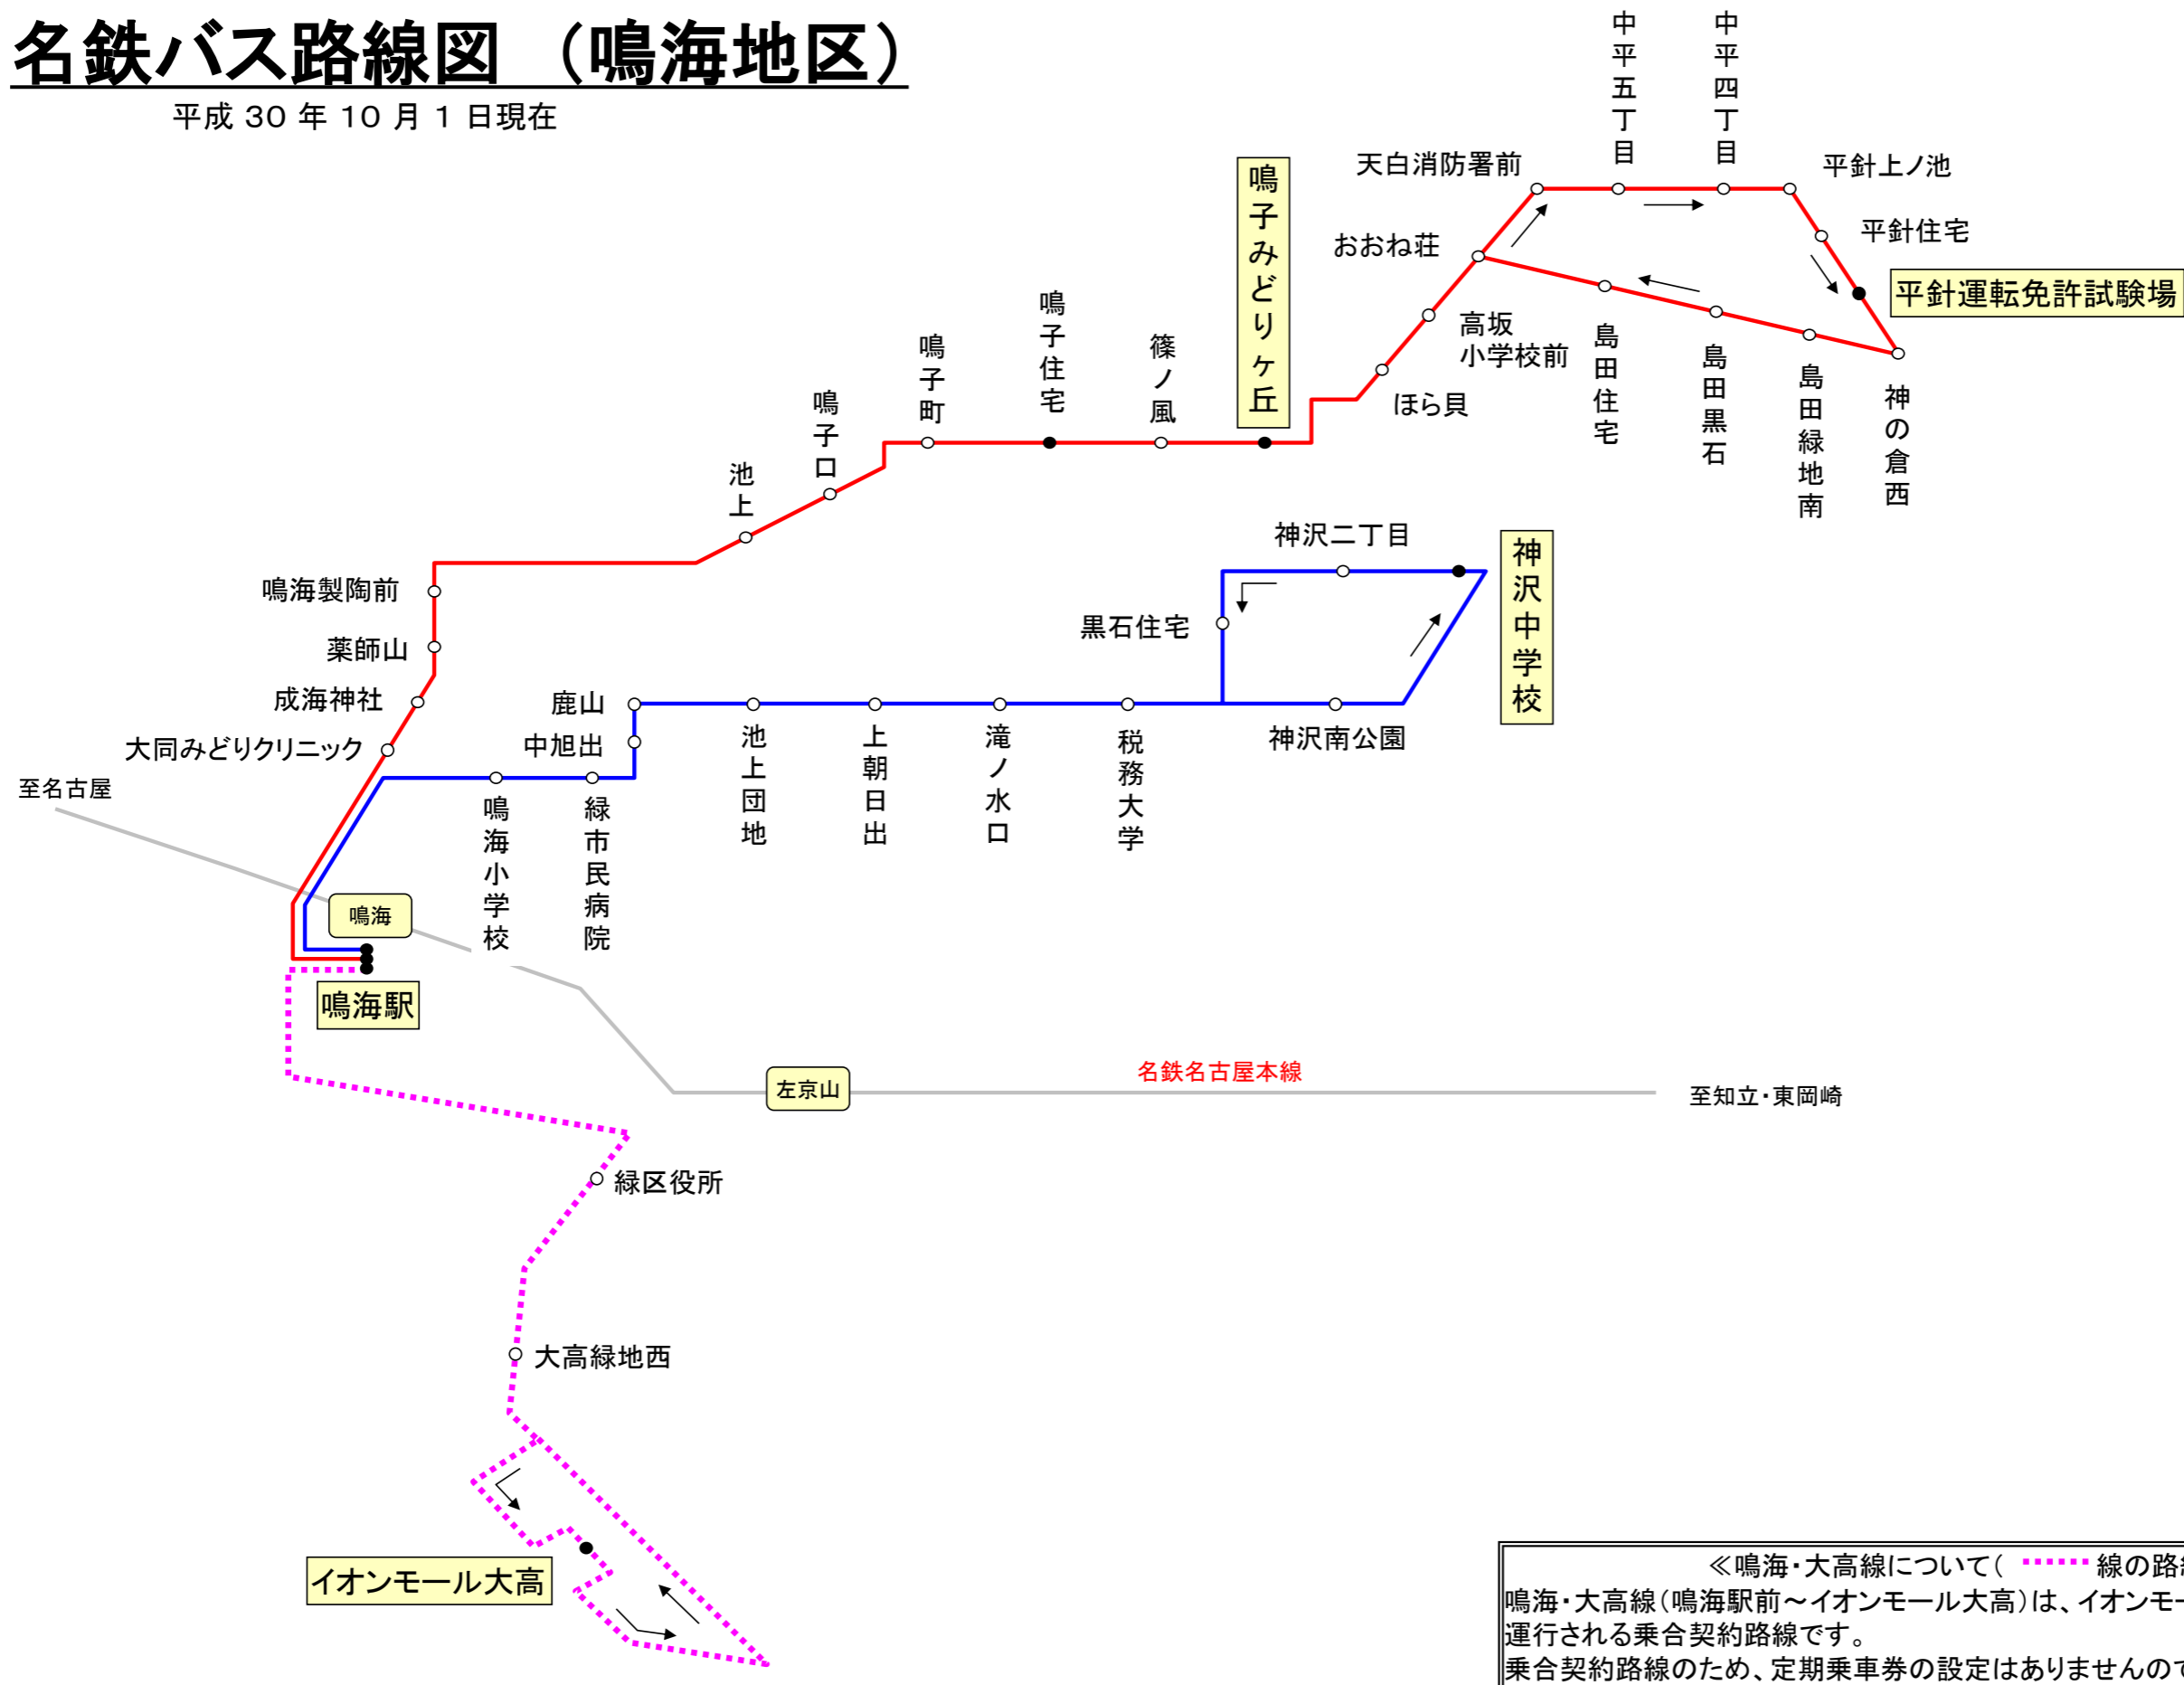 名鉄バス路線図 (鳴海地区)
平成 30 年 10 月 1 日現在
中平五丁目
中平四丁目
天白消防署前
平針上ノ池
平針住宅
おおね荘
平針運転免許試験場
鳴子みどりヶ丘
高坂
小学校前
ほら貝
島田住宅
島田黒石
島田緑地南
神の倉西
篠ノ風
鳴子住宅
鳴子町
鳴子口
池上
鳴海製陶前
薬師山
成海神社
大同みどりクリニック
神沢二丁目
神沢中学校
黒石住宅
神沢南公園
鹿山
中旭出
池上団地
上朝日出
滝ノ水口
税務大学
鳴海小学校
緑市民病院
至名古屋
鳴海
鳴海駅
左京山
名鉄名古屋本線
至知立・東岡崎
緑区役所
大高緑地西
イオンモール大高
≪鳴海・大高線について( 線の路
鳴海・大高線(鳴海駅前~イオンモール大高)は、イオンモー
運行される乗合契約路線です。
乗合契約路線のため、定期乗車券の設定はありませんので